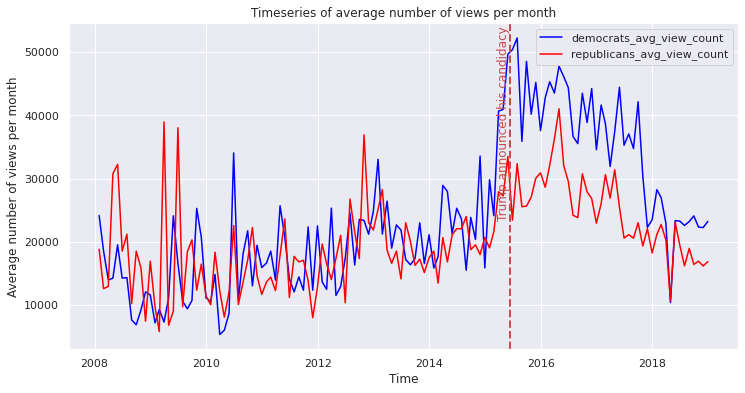 Timeseries of average number of views per month
Average number of views per month
50000
40000
30000
20000
10000
democrats_avg_view_count
republicans_avg_view_count
Trump announced his candidacy
2008
2010
2012
2014
2016
2018
Time